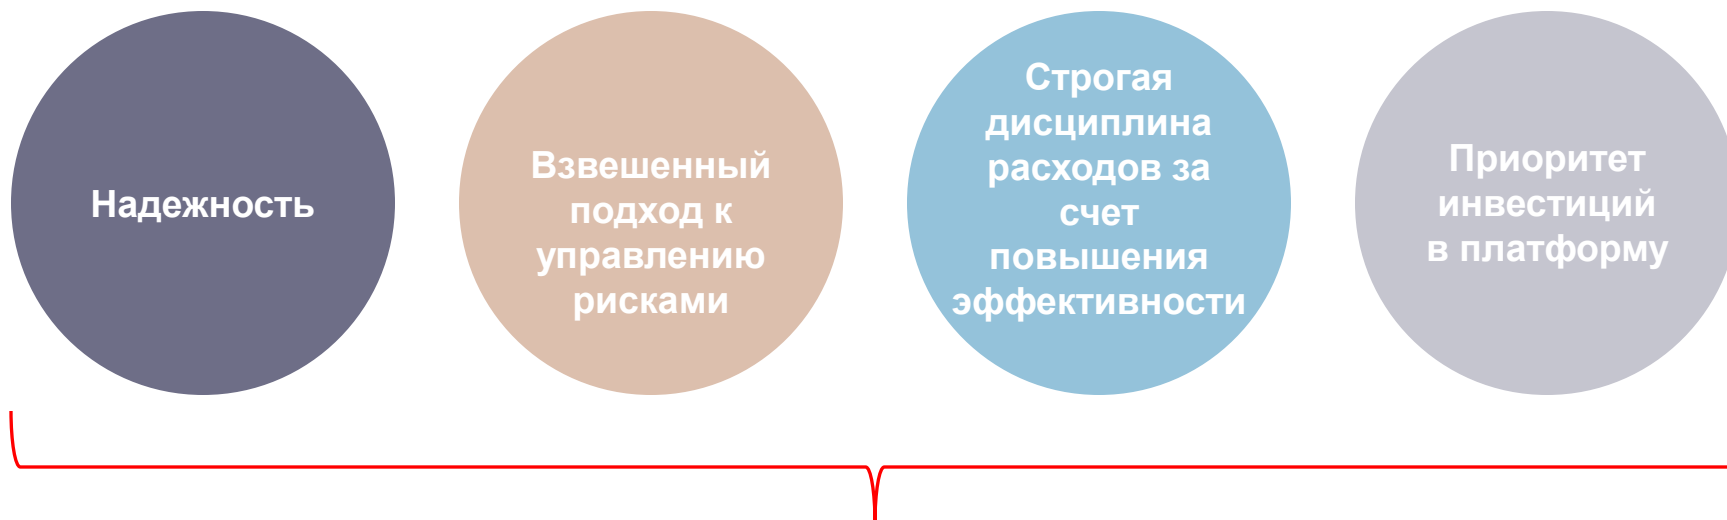 Надежность
Взвешенный
подход к
управлению
рисками
Строгая
дисциплина
расходов за
счет
повышения
эффективности
Приоритет
инвестиций
в платформу